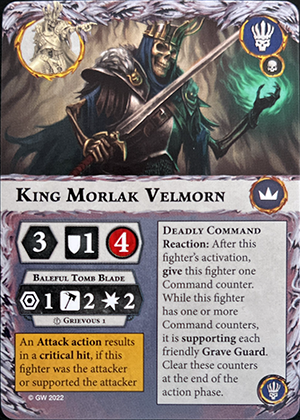 KING MORLAK VELMORN
3 1 4
BALEFUL TOMB BLADE
1 2 2
GRIEVOUS 1
An Attack action results
in a critical hit, if this
fighter was the attacker
or supported the attacker
© GW 2022
DEADLY COMMAND
Reaction: After this
fighter's activation,
give this fighter one
Command counter.
While this fighter
has one or more
Command counters,
it is supporting each
friendly Grave Guard.
Clear these counters
at the end of the
action phase.